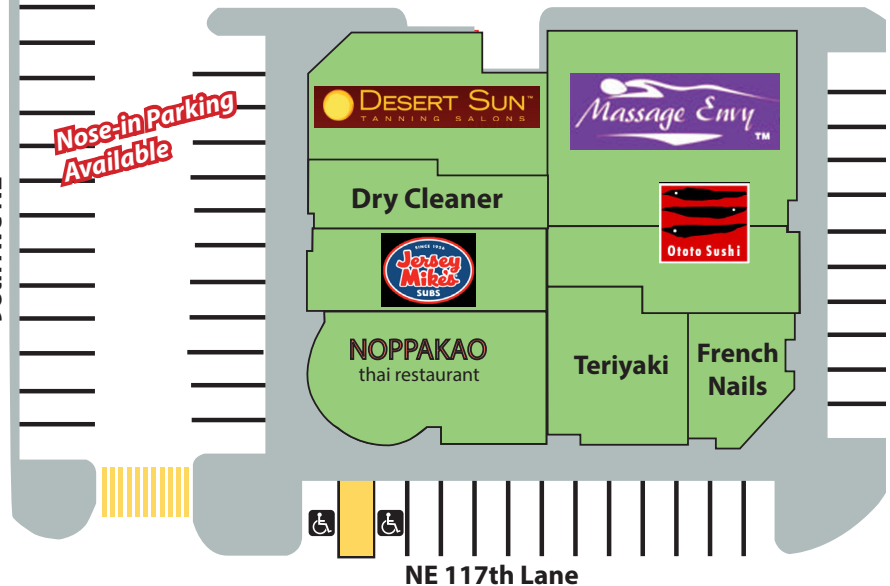 Nose-in Parking
Available
DESERT SUN™
TANNING SALONS
Massage Envy
TM
Dry Cleaner
Ototo Sushi
SINCE 1956
Jersey
Mike's
SUBS
NOPPAKAO
thai restaurant
Teriyaki
French
Nails
NE 117th Lane